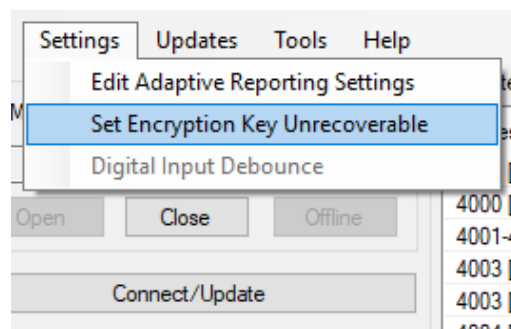 Settings Updates Tools Help
Edit Adaptive Reporting Settings
Set Encryption Key Unrecoverable
Digital Input Debounce
Open Close Offline
4000 [
4001-
4003 [
Connect/Update
4003 [